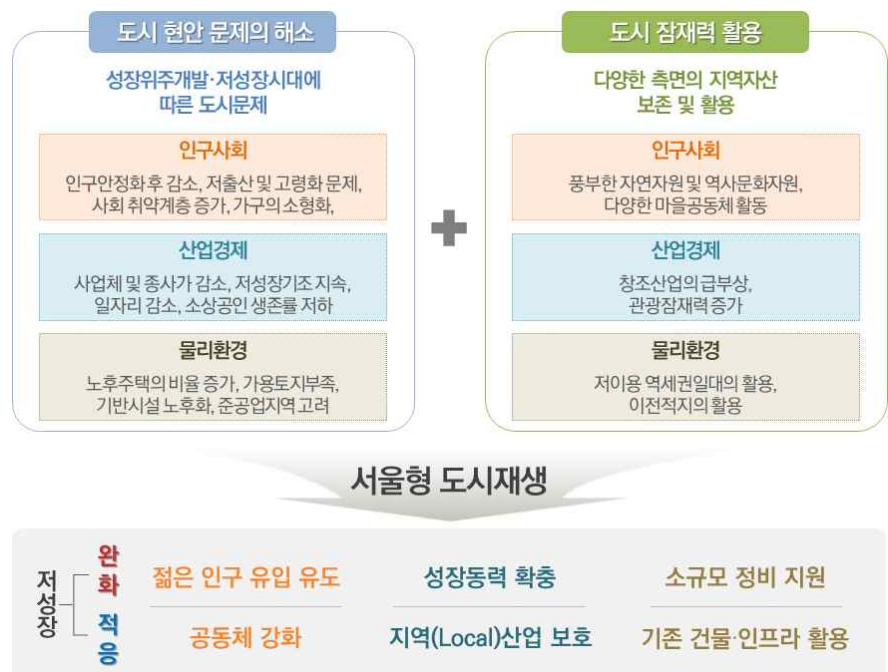 도시 현안 문제의 해소
성장위주개발·저성장시대에
따른 도시문제
인구사회
인구안정화 후 감소, 저출산 및 고령화 문제,
사회 취약계층 증가, 가구의 소형화,
산업경제
사업체 및 종사가 감소, 저성장기조 지속,
일자리 감소, 소상공인 생존률 저하
물리환경
노후주택의 비율 증가, 가용토지부족,
기반시설 노후화, 준공업지역 고려
+
도시 잠재력 활용
다양한 측면의 지역자산
보존 및 활용
인구사회
풍부한 자연자원 및 역사문화자원,
다양한 마을공동체 활동
산업경제
창조산업의 급부상,
관광잠재력 증가
물리환경
저이용 역세권일대의 활용,
이전적지의 활용
서울형 도시재생
저성장
완화
젊은 인구 유입 유도
성장동력 확충
소규모 정비 지원
적응
공동체 강화
지역(Local)산업 보호
기존 건물·인프라 활용